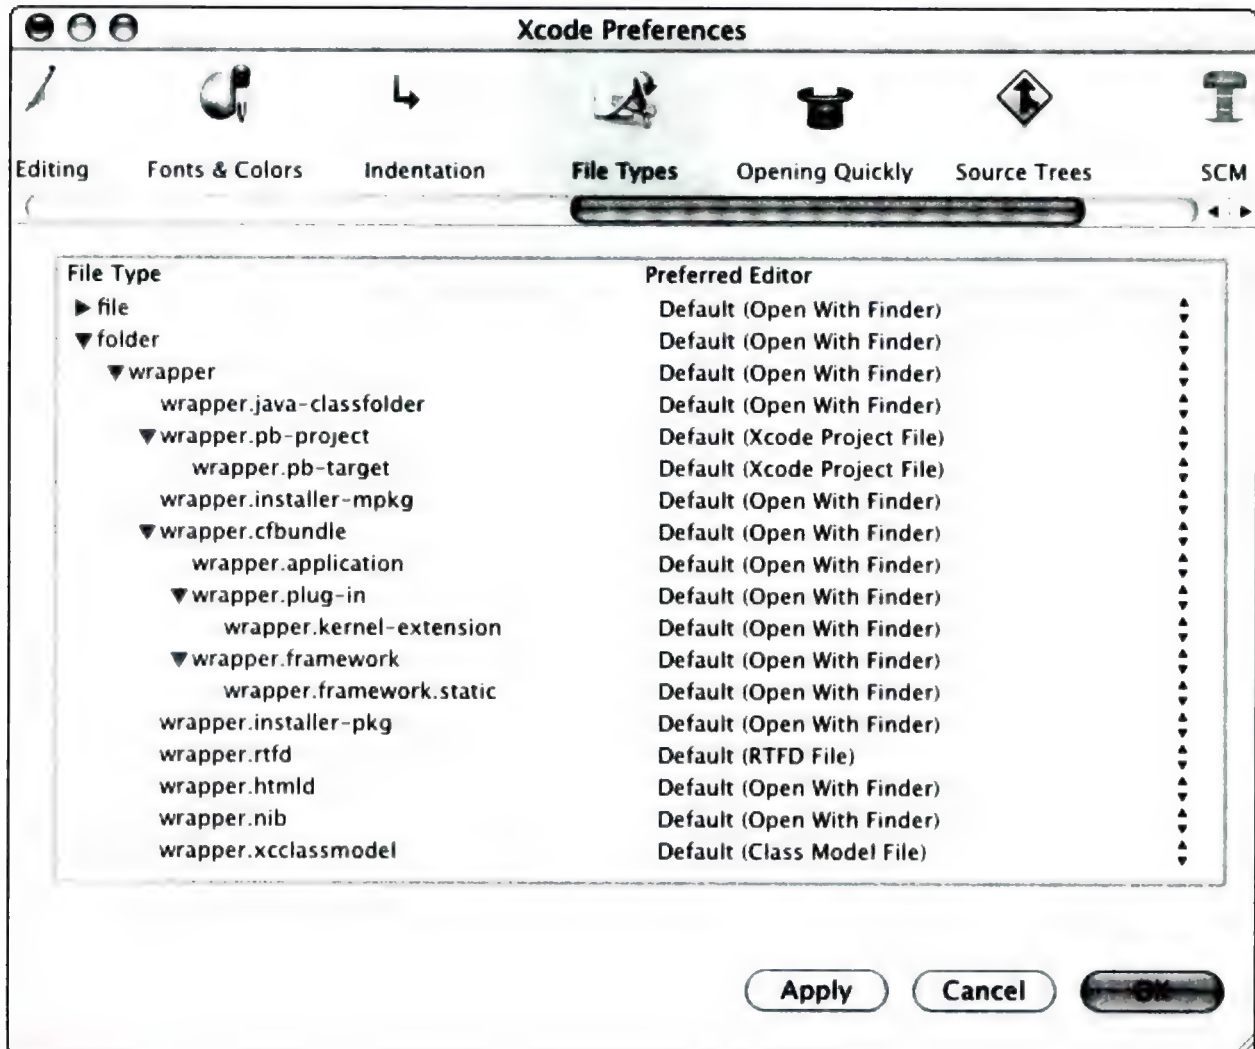 Xcode Preferences
Editing Fonts & Colors Indentation File Types Opening Quickly Source Trees SCM
File Type Preferred Editor
file Default (Open With Finder)
folder Default (Open With Finder)
wrapper Default (Open With Finder)
wrapper.java-classfolder Default (Open With Finder)
wrapper.pb-project Default (Xcode Project File)
wrapper.pb-target Default (Xcode Project File)
wrapper.installer-mpkg Default (Open With Finder)
wrapper.cfbundle Default (Open With Finder)
wrapper.application Default (Open With Finder)
wrapper.plug-in Default (Open With Finder)
wrapper.kernel-extension Default (Open With Finder)
wrapper.framework Default (Open With Finder)
wrapper.framework.static Default (Open With Finder)
wrapper.installer-pkg Default (Open With Finder)
wrapper.rtfd Default (RTFD File)
wrapper.htmld Default (Open With Finder)
wrapper.nib Default (Open With Finder)
wrapper.xcclassmodel Default (Class Model File)
Apply Cancel OK